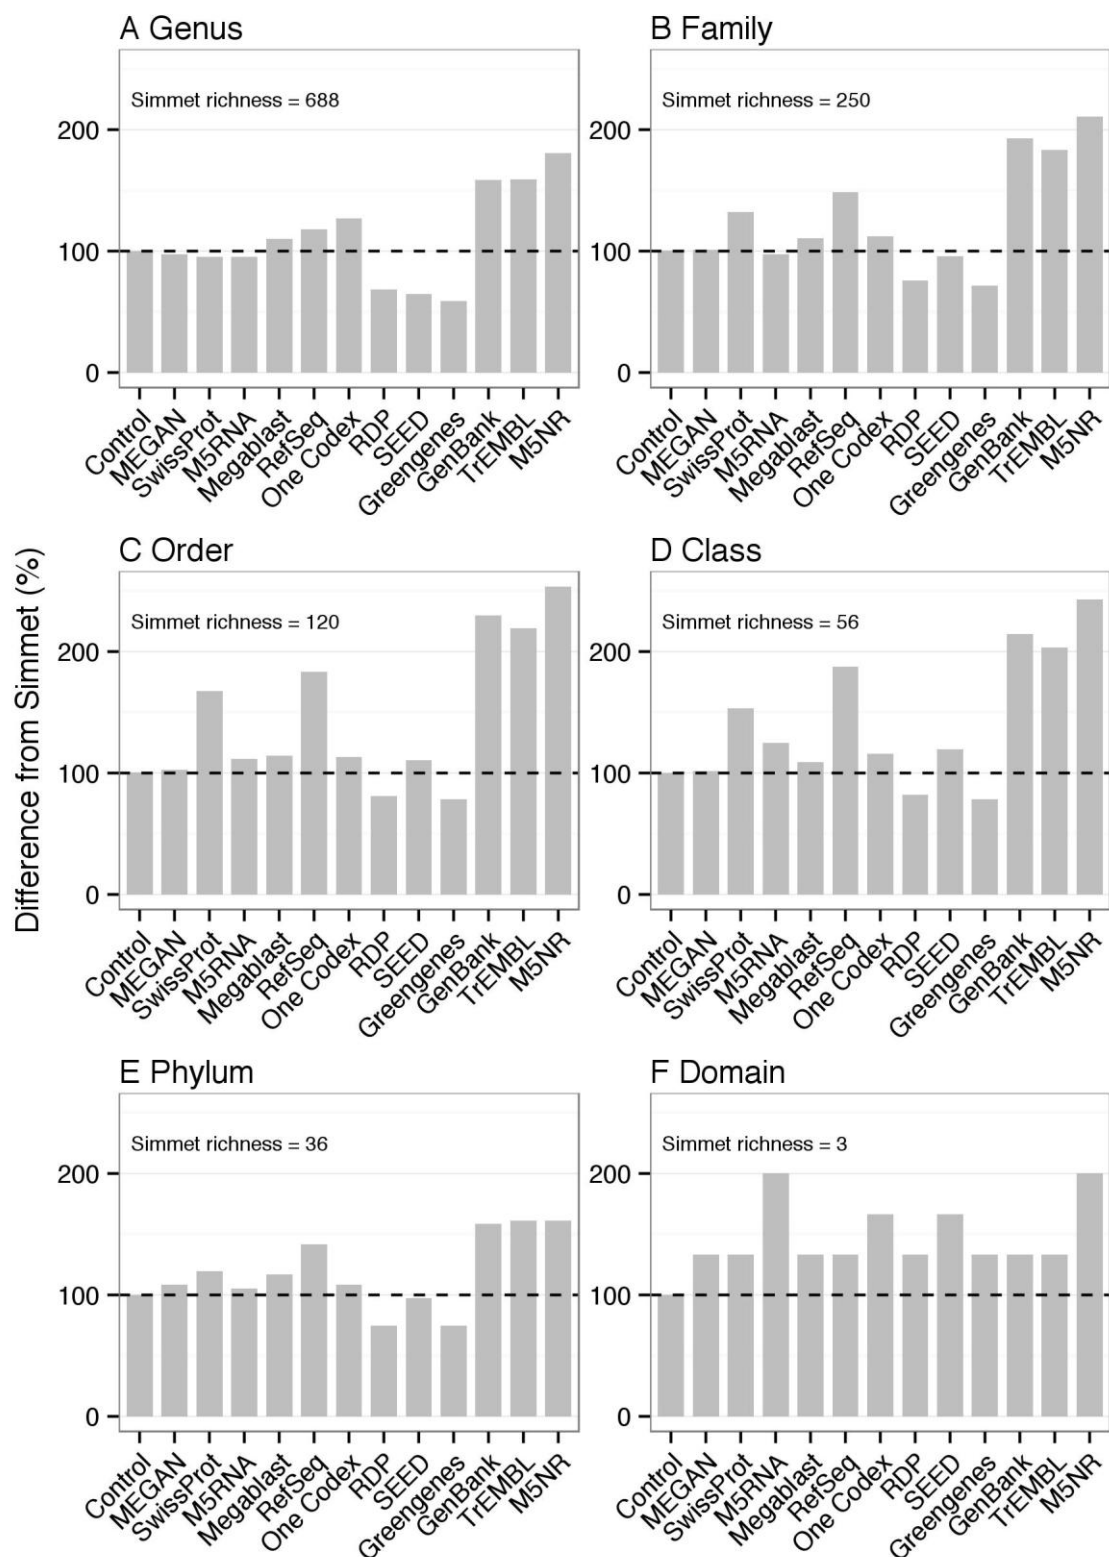 A Genus
Simmet richness = 688
200
100
0
Control
MEGAN
SwissProt
M5RNA
Megablast
RefSeq
One Codex
RDP
SEED
Greengenes
GenBank
TrEMBL
M5NR
B Family
Simmet richness = 250
200
100
0
Control
MEGAN
SwissProt
M5RNA
Megablast
RefSeq
One Codex
RDP
SEED
Greengenes
GenBank
TrEMBL
M5NR
Difference from Simmet (%)
C Order
Simmet richness = 120
200
100
0
Control
MEGAN
SwissProt
M5RNA
Megablast
RefSeq
One Codex
RDP
SEED
Greengenes
GenBank
TrEMBL
M5NR
D Class
Simmet richness = 56
200
100
0
Control
MEGAN
SwissProt
M5RNA
Megablast
RefSeq
One Codex
RDP
SEED
Greengenes
GenBank
TrEMBL
M5NR
E Phylum
Simmet richness = 36
200
100
0
Control
MEGAN
SwissProt
M5RNA
Megablast
RefSeq
One Codex
RDP
SEED
Greengenes
GenBank
TrEMBL
M5NR
F Domain
Simmet richness = 3
200
100
0
Control
MEGAN
SwissProt
M5RNA
Megablast
RefSeq
One Codex
RDP
SEED
Greengenes
GenBank
TrEMBL
M5NR